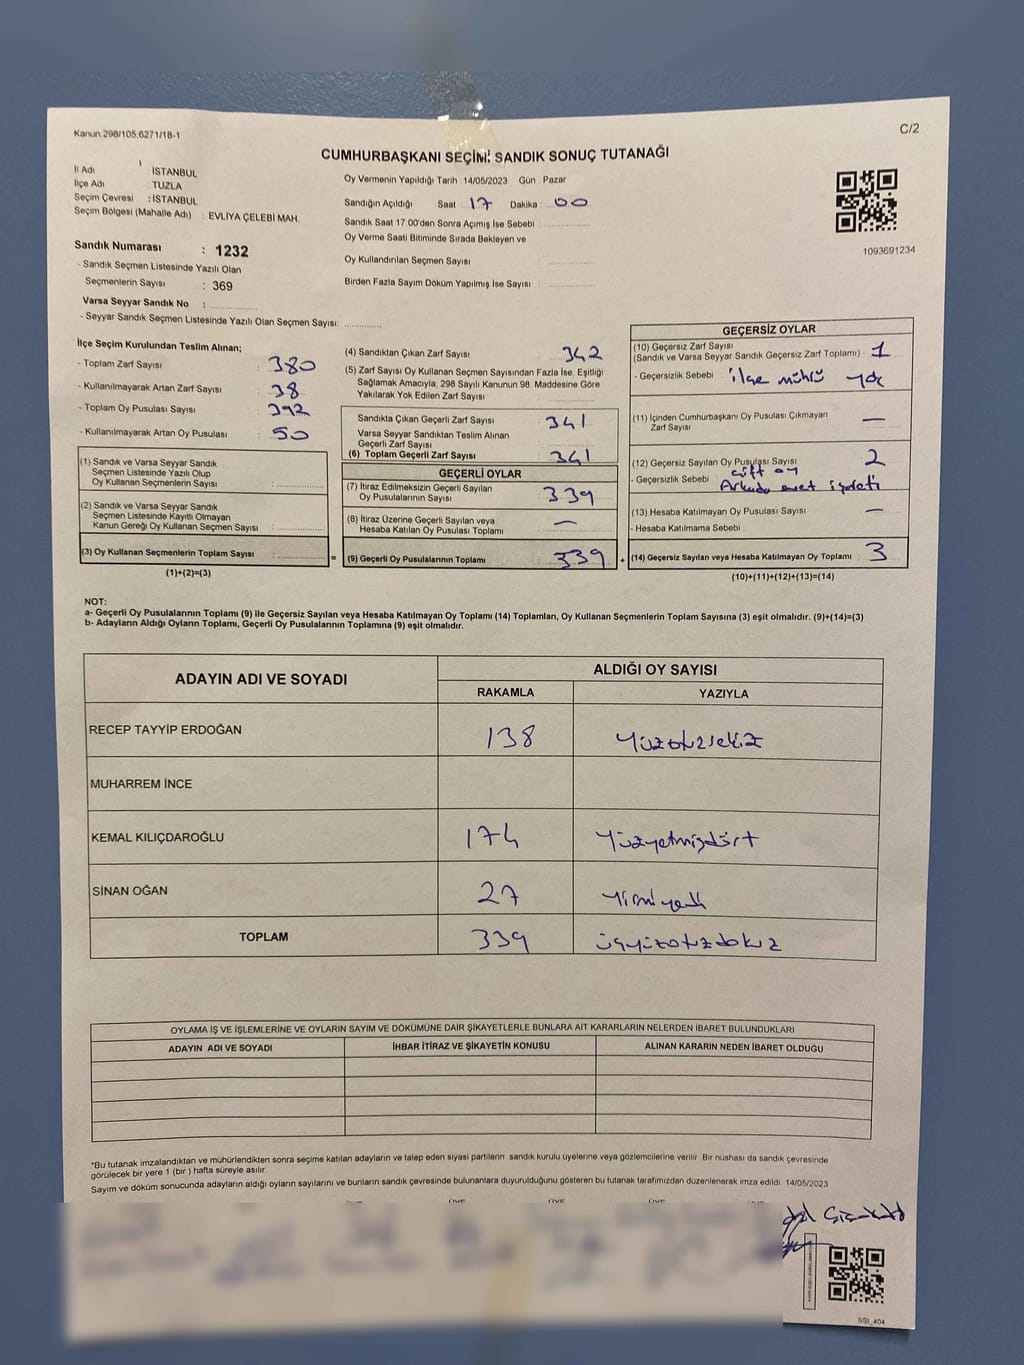 Kanun:298/105,6271/18-1
C/2
CUMHURBAŞKANI SEÇİMİ SANDIK SONUÇ TUTANAĞI
İl Adı : İSTANBUL
İlçe Adı : TUZLA
Seçim Çevresi : İSTANBUL
Seçim Bölgesi (Mahalle Adı) : EVLİYA ÇELEBİ MAH.
Sandık Numarası : 1232
- Sandık Seçmen Listesinde Yazılı Olan
Seçmenlerin Sayısı : 369
Varsa Seyyar Sandık No :
- Seyyar Sandık Seçmen Listesinde Yazılı Olan Seçmen Sayısı:
Oy Vermenin Yapıldığı Tarih :14/05/2023 Gün : Pazar
Sandığın Açıldığı Saat : 17 Dakika : 00
Sandık Saat 17.00'den Sonra Açımış İse Sebebi :
Oy Verme Saati Bitiminde Sırada Bekleyen ve
Oy Kullandırılan Seçmen Sayısı :
Birden Fazla Sayım Döküm Yapılmış İse Sayısı :
1093691234
İlçe Seçim Kurulundan Teslim Alınan;
- Toplam Zarf Sayısı : 380
- Kullanılmayarak Artan Zarf Sayısı : 38
- Toplam Oy Pusulası Sayısı : 392
- Kullanılmayarak Artan Oy Pusulası : 50
(1) Sandık ve Varsa Seyyar Sandık
Seçmen Listesinde Yazılı Olup
Oy Kullanan Seçmenlerin Sayısı :
(2) Sandık ve Varsa Seyyar Sandık
Seçmen Listesinde Kayıtlı Olmayan
Kanun Gereği Oy Kullanan Seçmen Sayısı :
(3) Oy Kullanan Seçmenlerin Toplam Sayısı : =
(1)+(2)=(3)
(4) Sandıktan Çıkan Zarf Sayısı : 342
(5) Zarf Sayısı Oy Kullanan Seçmen Sayısından Fazla İse, Eşitliği
Sağlamak Amacıyla; 298 Sayılı Kanunun 98. Maddesine Göre
Yakılarak Yok Edilen Zarf Sayısı :
Sandıkta Çıkan Geçerli Zarf Sayısı : 341
Varsa Seyyar Sandıktan Teslim Alınan
Geçerli Zarf Sayısı :
(6) Toplam Geçerli Zarf Sayısı : 341
GEÇERLİ OYLAR
(7) İtiraz Edilmeksizin Geçerli Sayılan
Oy Pusulalarının Sayısı : 339
(8) İtiraz Üzerine Geçerli Sayılan veya
Hesaba Katılan Oy Pusulası Toplamı : —
(9) Geçerli Oy Pusulalarının Toplamı : 339 +
GEÇERSİZ OYLAR
(10) Geçersiz Zarf Sayısı
(Sandık ve Varsa Seyyar Sandık Geçersiz Zarf Toplamı) : 1
- Geçersizlik Sebebi : ilçe mührü yok
(11) İçinden Cumhurbaşkanı Oy Pusulası Çıkmayan
Zarf Sayısı : —
(12) Geçersiz Sayılan Oy Pusulası Sayısı : 2
çift oy
- Geçersizlik Sebebi : Arkada evet işareti
(13) Hesaba Katılmayan Oy Pusulası Sayısı : —
- Hesaba Katılmama Sebebi :
(14) Geçersiz Sayılan veya Hesaba Katılmayan Oy Toplamı : 3
(10)+(11)+(12)+(13)=(14)
NOT:
a- Geçerli Oy Pusulalarının Toplamı (9) ile Geçersiz Sayılan veya Hesaba Katılmayan Oy Toplamı (14) Toplamları, Oy Kullanan Seçmenlerin Toplam Sayısına (3) eşit olmalıdır. (9)+(14)=(3)
b- Adayların Aldığı Oyların Toplamı, Geçerli Oy Pusulalarının Toplamına (9) eşit olmalıdır.
ADAYIN ADI VE SOYADI
ALDIĞI OY SAYISI
RAKAMLA YAZIYLA
RECEP TAYYİP ERDOĞAN 138 Yüzotuzsekiz
MUHARREM İNCE
KEMAL KILIÇDAROĞLU 174 Yüzyetmişdört
SİNAN OĞAN 27 Yirmiyedi
TOPLAM 339 üçyüzotuzdokuz
OYLAMA İŞ VE İŞLEMLERİNE VE OYLARIN SAYIM VE DÖKÜMÜNE DAİR ŞİKAYETLERLE BUNLARA AİT KARARLARIN NELERDEN İBARET BULUNDUKLARI
ADAYIN ADI VE SOYADI İHBAR İTİRAZ VE ŞİKAYETİN KONUSU ALINAN KARARIN NEDEN İBARET OLDUĞU
*Bu tutanak imzalandıktan ve mühürlendikten sonra seçime katılan adayların ve talep eden siyasi partilerin sandık kurulu üyelerine veya gözlemcilerine verilir. Bir nüshası da sandık çevresinde
görülecek bir yere 1 (bir ) hafta süreyle asılır.
Sayım ve döküm sonucunda adayların aldığı oyların sayılarını ve bunların sandık çevresinde bulunanlara duyurulduğunu gösteren bu tutanak tarafımızdan düzenlenerek imza edildi. 14/05/2023
ÜYE ÜYE ÜYE ÜYE
SSI_404